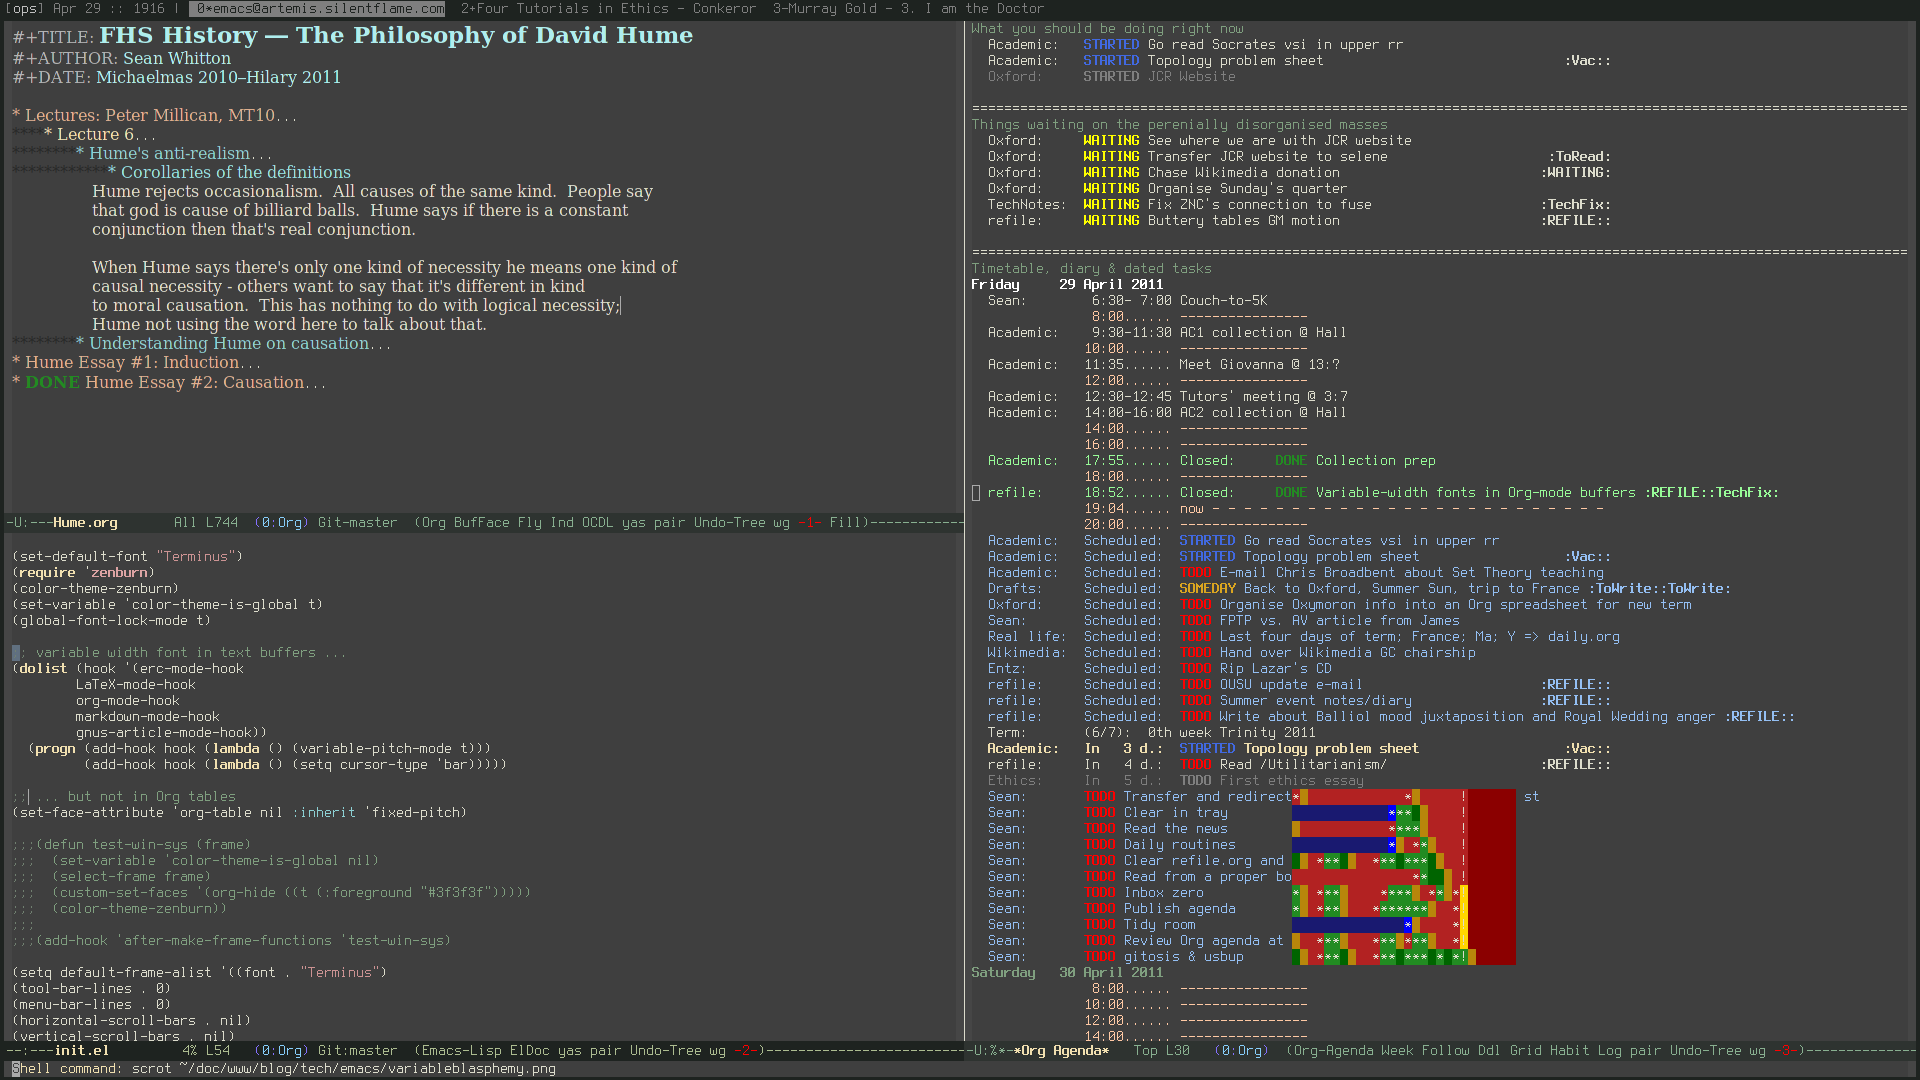 [ops] Apr 29 :: 1916 | 0*emacs@artemis.silentflame.com 2+Four Tutorials in Ethics - Conkeror 3-Murray Gold - 3. I am the Doctor
#+TITLE: FHS History — The Philosophy of David Hume
#+AUTHOR: Sean Whitton
#+DATE: Michaelmas 2010–Hilary 2011
* Lectures: Peter Millican, MT10...
***** Lecture 6...
********* Hume's anti-realism...
************* Corollaries of the definitions
Hume rejects occasionalism.  All causes of the same kind.  People say
that god is cause of billiard balls.  Hume says if there is a constant
conjunction then that's real conjunction.
When Hume says there's only one kind of necessity he means one kind of
causal necessity - others want to say that it's different in kind
to moral causation.  This has nothing to do with logical necessity;
Hume not using the word here to talk about that.
********* Understanding Hume on causation...
* Hume Essay #1: Induction...
* DONE Hume Essay #2: Causation...
-U:---Hume.org       All L744  (0:Org) Git-master  (Org BufFace Fly Ind OCDL yas pair Undo-Tree wg -1- Fill)------------
(set-default-font "Terminus")
(require 'zenburn)
(color-theme-zenburn)
(set-variable 'color-theme-is-global t)
(global-font-lock-mode t)
;; variable width font in text buffers ...
(dolist (hook '(erc-mode-hook
LaTeX-mode-hook
org-mode-hook
markdown-mode-hook
gnus-article-mode-hook))
(progn (add-hook hook (lambda () (variable-pitch-mode t)))
(add-hook hook (lambda () (setq cursor-type 'bar)))))
;; ... but not in Org tables
(set-face-attribute 'org-table nil :inherit 'fixed-pitch)
;;;(defun test-win-sys (frame)
;;;  (set-variable 'color-theme-is-global nil)
;;;  (select-frame frame)
;;;  (custom-set-faces '(org-hide ((t (:foreground "#3f3f3f")))))
;;;  (color-theme-zenburn))
;;;
;;;(add-hook 'after-make-frame-functions 'test-win-sys)
(setq default-frame-alist '((font . "Terminus")
(tool-bar-lines . 0)
(menu-bar-lines . 0)
(horizontal-scroll-bars . nil)
(vertical-scroll-bars . nil)
--:---init.el         4% L54   (0:Org) Git:master  (Emacs-Lisp ElDoc yas pair Undo-Tree wg -2-)-------------------------
What you should be doing right now
Academic:   STARTED Go read Socrates vsi in upper rr
Academic:   STARTED Topology problem sheet                              :Vac::
Oxford:     STARTED JCR Website
=====================================================================================================================
Things waiting on the perenially disorganised masses
Oxford:     WAITING See where we are with JCR website
Oxford:     WAITING Transfer JCR website to selene                    :ToRead:
Oxford:     WAITING Chase Wikimedia donation                         :WAITING:
Oxford:     WAITING Organise Sunday's quarter
TechNotes:  WAITING Fix ZNC's connection to fuse                     :TechFix:
refile:     WAITING Buttery tables GM motion                         :REFILE::
=====================================================================================================================
Timetable, diary & dated tasks
Friday     29 April 2011
Sean:        6:30- 7:00 Couch-to-5K
8:00...... ----------------
Academic:    9:30-11:30 AC1 collection @ Hall
10:00...... ----------------
Academic:   11:35...... Meet Giovanna @ 13:?
12:00...... ----------------
Academic:   12:30-12:45 Tutors' meeting @ 3:7
Academic:   14:00-16:00 AC2 collection @ Hall
14:00...... ----------------
16:00...... ----------------
Academic:   17:55...... Closed:     DONE Collection prep
18:00...... ----------------
refile:     18:52...... Closed:     DONE Variable-width fonts in Org-mode buffers :REFILE::TechFix:
19:04...... now - - - - - - - - - - - - - - - - - - - - - - - - -
20:00...... ----------------
Academic:   Scheduled:  STARTED Go read Socrates vsi in upper rr
Academic:   Scheduled:  STARTED Topology problem sheet                  :Vac::
Academic:   Scheduled:  TODO E-mail Chris Broadbent about Set Theory teaching
Drafts:     Scheduled:  SOMEDAY Back to Oxford, Summer Sun, trip to France :ToWrite::ToWrite:
Oxford:     Scheduled:  TODO Organise Oxymoron info into an Org spreadsheet for new term
Sean:       Scheduled:  TODO FPTP vs. AV article from James
Real life:  Scheduled:  TODO Last four days of term; France; Ma; Y => daily.org
Wikimedia:  Scheduled:  TODO Hand over Wikimedia GC chairship
Entz:       Scheduled:  TODO Rip Lazar's CD
refile:     Scheduled:  TODO OUSU update e-mail                      :REFILE::
refile:     Scheduled:  TODO Summer event notes/diary                :REFILE::
refile:     Scheduled:  TODO Write about Balliol mood juxtaposition and Royal Wedding anger :REFILE::
Term:       (6/7):  0th week Trinity 2011
Academic:   In   3 d.:  STARTED Topology problem sheet                  :Vac::
refile:     In   4 d.:  TODO Read /Utilitarianism/                   :REFILE::
Ethics:     In   5 d.:  TODO First ethics essay
Sean:       TODO Transfer and redirect* * ! st
Sean:       TODO Clear in tray *** !
Sean:       TODO Read the news **** !
Sean:       TODO Daily routines * ** !
Sean:       TODO Clear refile.org and *** *** *** !
Sean:       TODO Read from a proper bo ** !
Sean:       TODO Inbox zero * *** **** ** *
Sean:       TODO Publish agenda * *** ******* *
Sean:       TODO Tidy room * *
Sean:       TODO Review Org agenda at *** *** *** *
Sean:       TODO gitosis & usbup *** *** *** * *!
Saturday   30 April 2011
8:00...... ----------------
10:00...... ----------------
12:00...... ----------------
14:00...... ----------------
-U:%*-*Org Agenda*   Top L30   (0:Org)  (Org-Agenda Week Follow Ddl Grid Habit Log pair Undo-Tree wg -3-)--------------
Shell command: scrot ~/doc/www/blog/tech/emacs/variableblasphemy.png